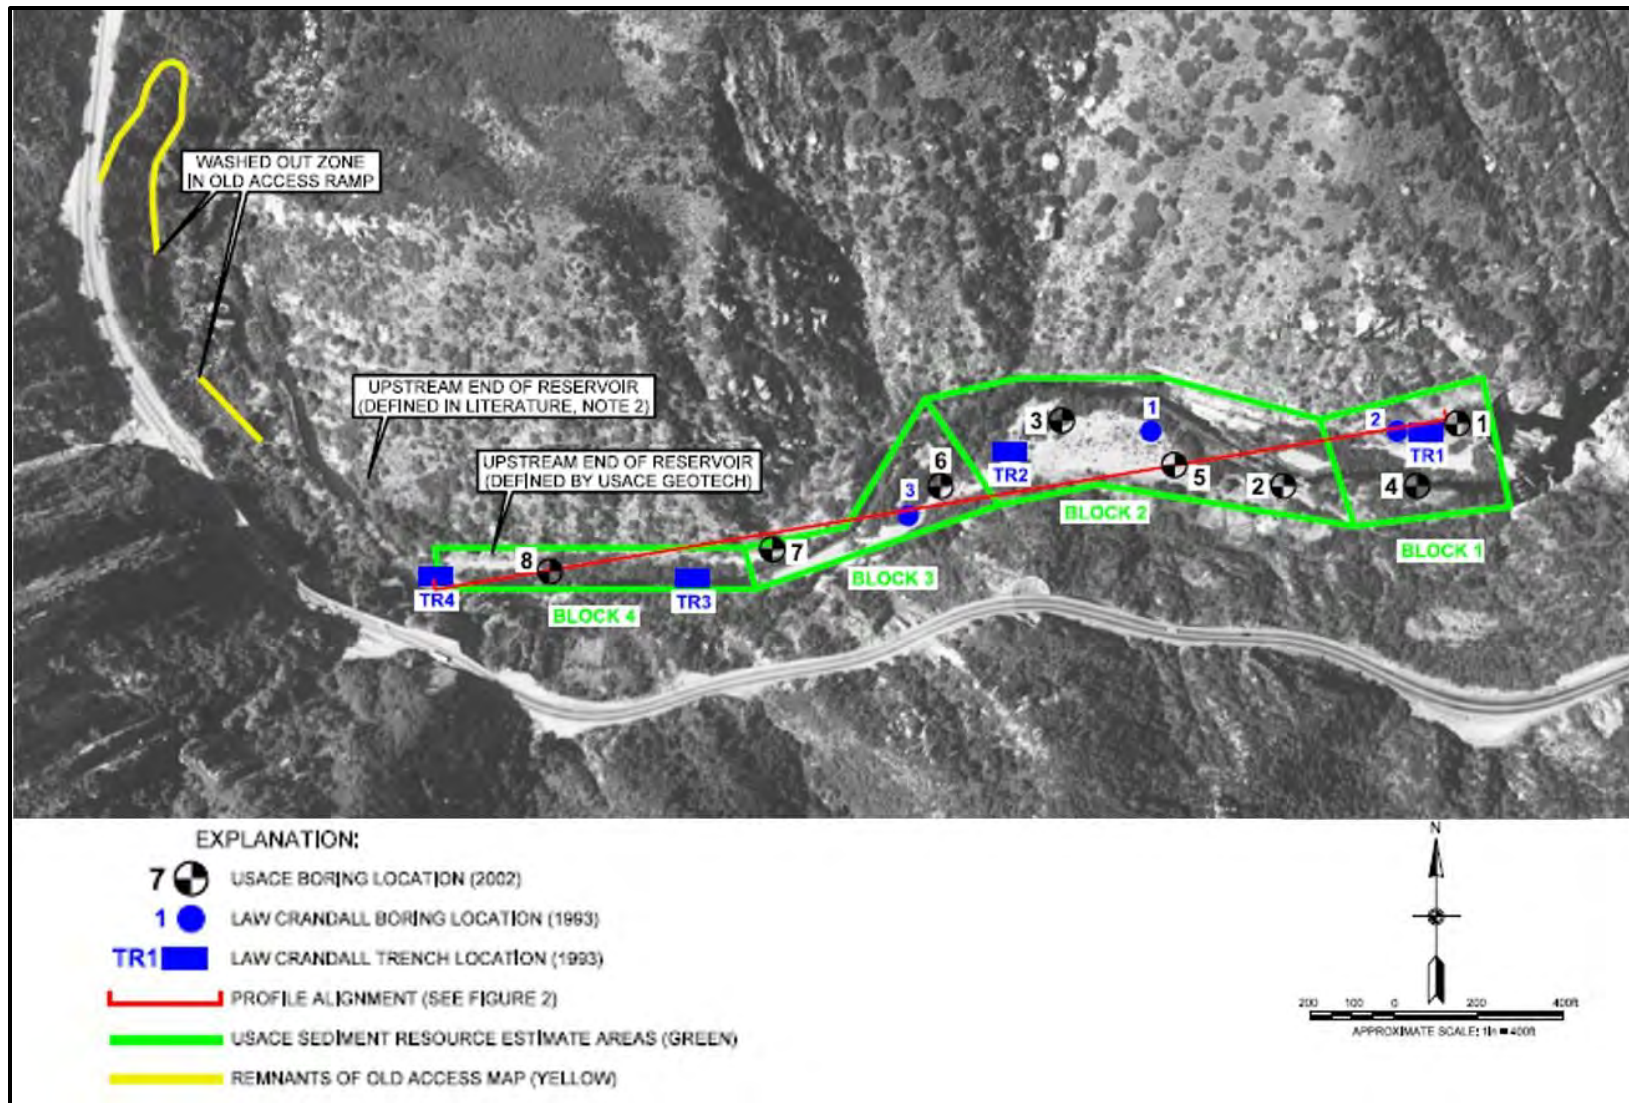 WASHED OUT ZONE
IN OLD ACCESS RAMP
UPSTREAM END OF RESERVOIR
(DEFINED IN LITERATURE, NOTE 2)
UPSTREAM END OF RESERVOIR
(DEFINED BY USACE GEOTECH)
3
1
2
1
TR1
6
TR2
5
2
4
3
BLOCK 2
BLOCK 1
7
8
BLOCK 3
TR4
TR3
BLOCK 4
EXPLANATION:
7 USACE BORING LOCATION (2002)
1 LAW CRANDALL BORING LOCATION (1993)
TR1 LAW CRANDALL TRENCH LOCATION (1993)
PROFILE ALIGNMENT (SEE FIGURE 2)
USACE SEDIMENT RESOURCE ESTIMATE AREAS (GREEN)
REMNANTS OF OLD ACCESS MAP (YELLOW)
N
200 100 0 200 400ft
APPROXIMATE SCALE: 1in = 400ft